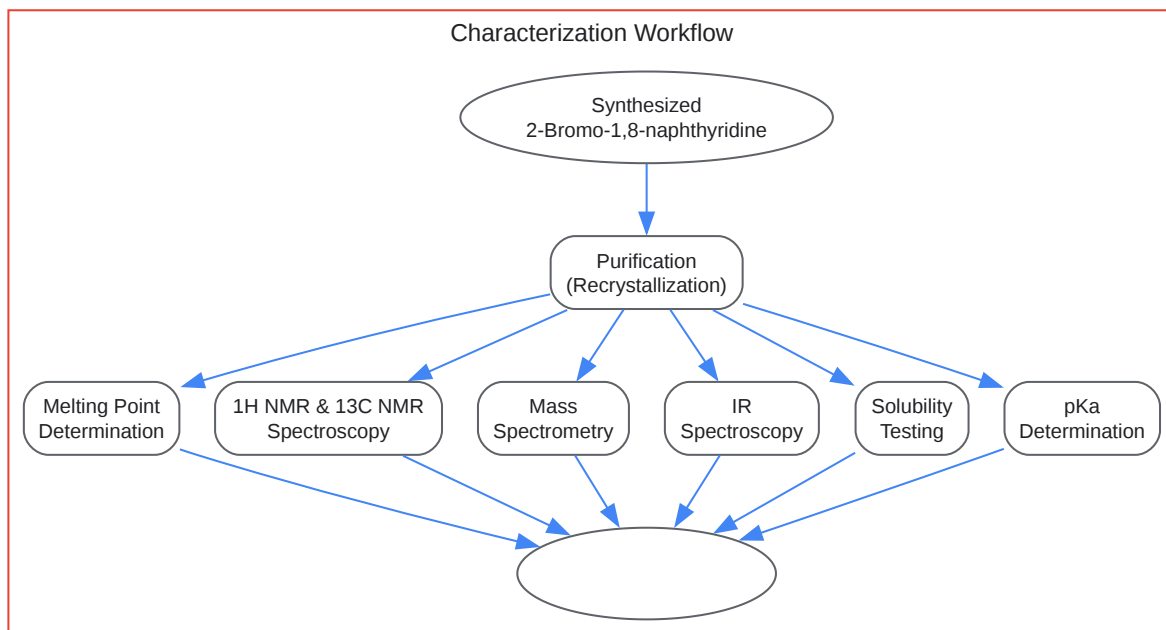 Characterization Workflow
Synthesized
2-Bromo-1,8-naphthyridine
Purification
(Recrystallization)
Melting Point
Determination
1H NMR & 13C NMR
Spectroscopy
Mass
Spectrometry
IR
Spectroscopy
Solubility
Testing
pKa
Determination